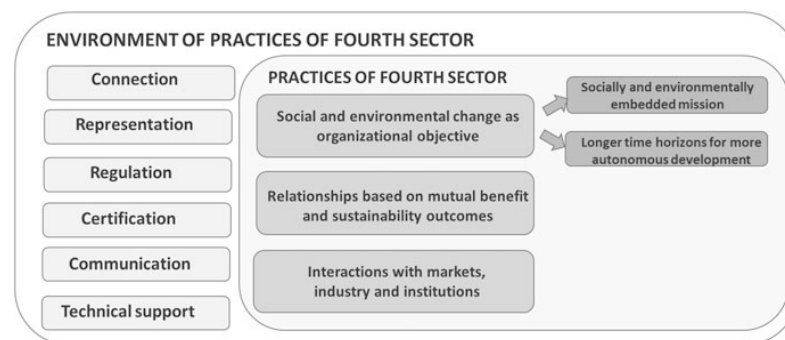 ENVIRONMENT OF PRACTICES OF FOURTH SECTOR
Connection
Representation
Regulation
Certification
Communication
Technical support
PRACTICES OF FOURTH SECTOR
Social and environmental change as
organizational objective
Socially and environmentally
embedded mission
Longer time horizons for more
autonomous development
Relationships based on mutual benefit
and sustainability outcomes
Interactions with markets,
industry and institutions